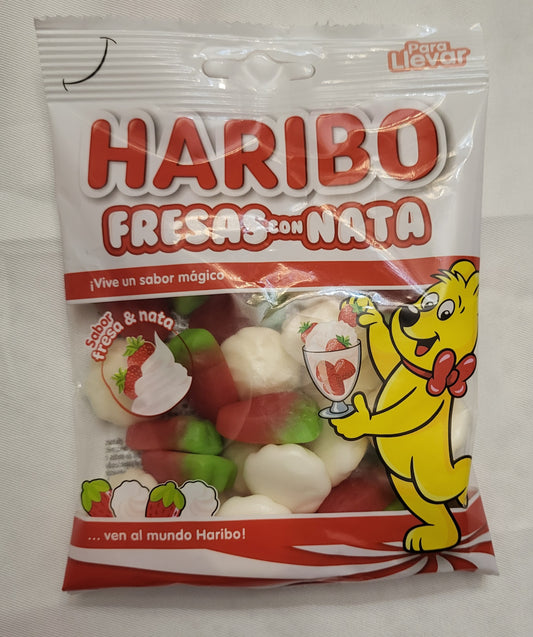 Para
Llevar
HARIBO
FRESAS CON NATA
¡Vive un sabor mágico
Sabor
fresa & nata
... ven al mundo Haribo!